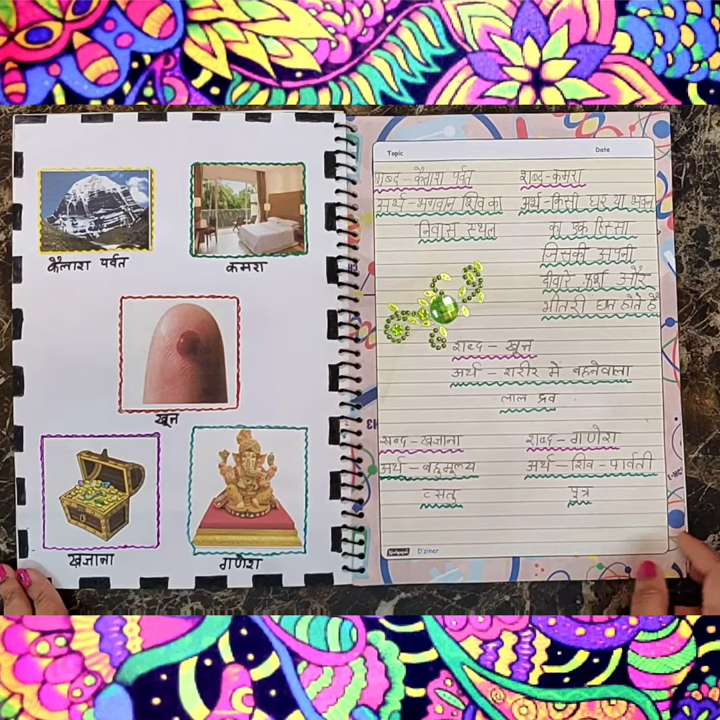 कैलाश पर्वत
कमरा
खून
खजाना
गणेश
Topic
Date
शब्द - कैलाश पर्वत
अर्थ - भगवान शिव का
निवास स्थल
शब्द - कमरा
अर्थ - किसी घर या भवन
का एक हिस्सा
जिसकी अपनी
दीवारे फर्श और
भीतरी छत होते हैं
शब्द - खून
अर्थ - शरीर में बहनेवाला
लाल द्रव
शब्द - खजाना
अर्थ - बहुमूल्य
वस्तु
शब्द - गणेश
अर्थ - शिव - पार्वती
पुत्र
D'ziner